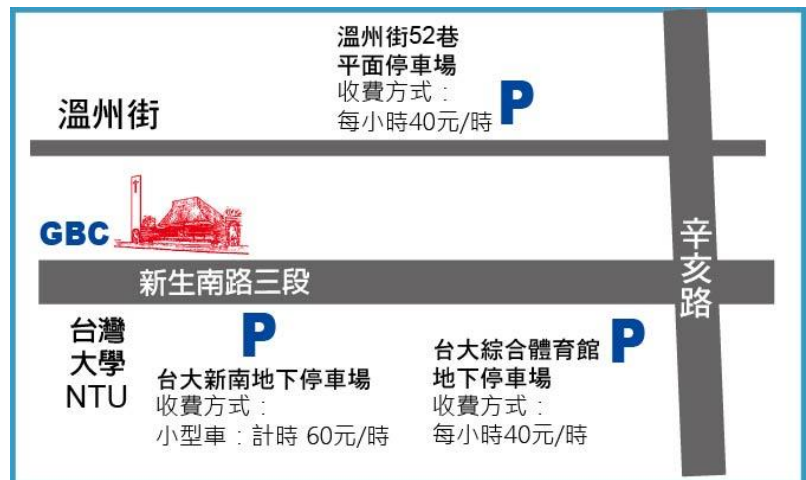 溫州街52巷
平面停車場
收費方式：
每小時40元/時
P
溫州街
GBC
新生南路三段
辛亥路
台灣
大學
NTU
P
台大新南地下停車場
收費方式：
小型車：計時 60元/時
P
台大綜合體育館
地下停車場
收費方式：
每小時40元/時